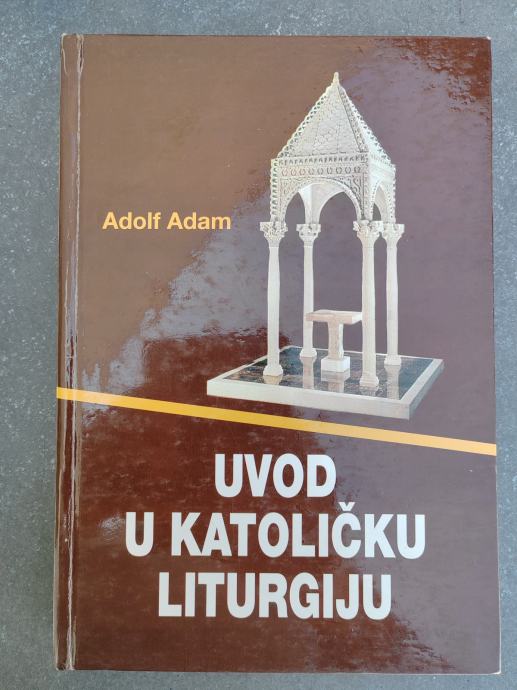 Adolf Adam
UVOD
U KATOLIČKU
LITURGIJU